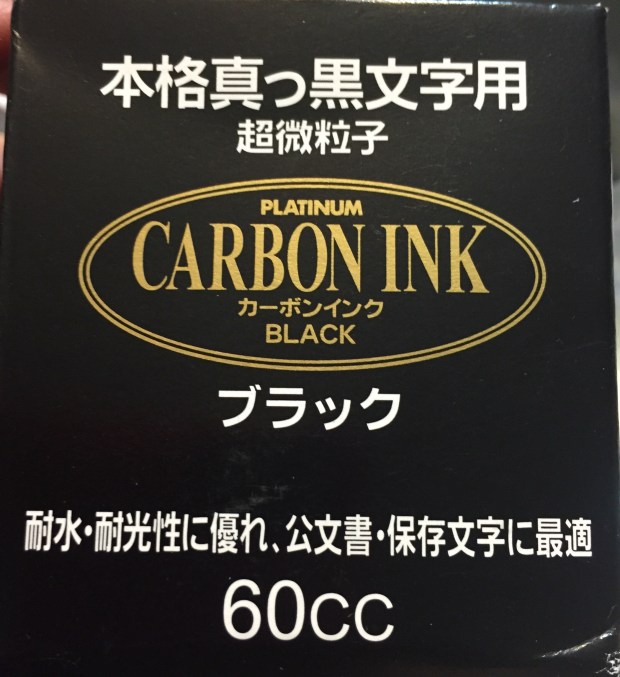 本格真っ黒文字用
超微粒子
PLATINUM
CARBON INK
カーボンインク
BLACK
ブラック
耐水・耐光性に優れ、公文書・保存文字に最適
60CC